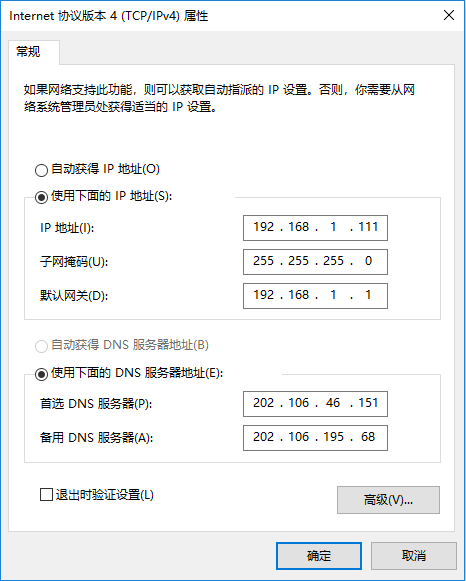 Internet 协议版本 4 (TCP/IPv4) 属性
常规
如果网络支持此功能，则可以获取自动指派的 IP 设置。否则，你需要从网
络系统管理员处获得适当的 IP 设置。
自动获得 IP 地址(O)
使用下面的 IP 地址(S):
IP 地址(I): 192 . 168 . 1 . 111
子网掩码(U): 255 . 255 . 255 . 0
默认网关(D): 192 . 168 . 1 . 1
自动获得 DNS 服务器地址(B)
使用下面的 DNS 服务器地址(E):
首选 DNS 服务器(P): 202 . 106 . 46 . 151
备用 DNS 服务器(A): 202 . 106 . 195 . 68
退出时验证设置(L)
高级(V)...
确定 取消